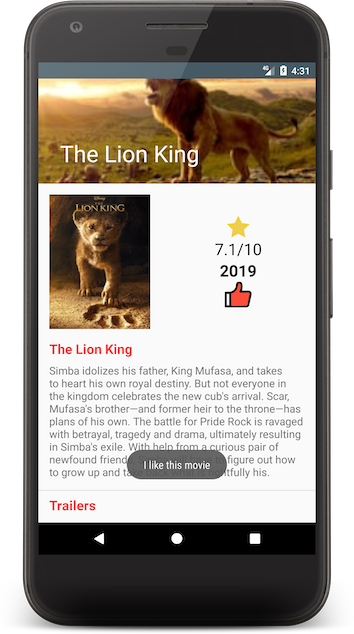 4G 4:31
The Lion King
Disney
THE LION KING
7.1/10
2019
The Lion King
Simba idolizes his father, King Mufasa, and takes
to heart his own royal destiny. But not everyone in
the kingdom celebrates the new cub's arrival. Scar,
Mufasa's brother—and former heir to the throne—has
plans of his own. The battle for Pride Rock is ravaged
with betrayal, tragedy and drama, ultimately resulting
in Simba's exile. With help from a curious pair of
newfound friends, figure out how
to grow up and rightfully his.
I like this movie
Trailers